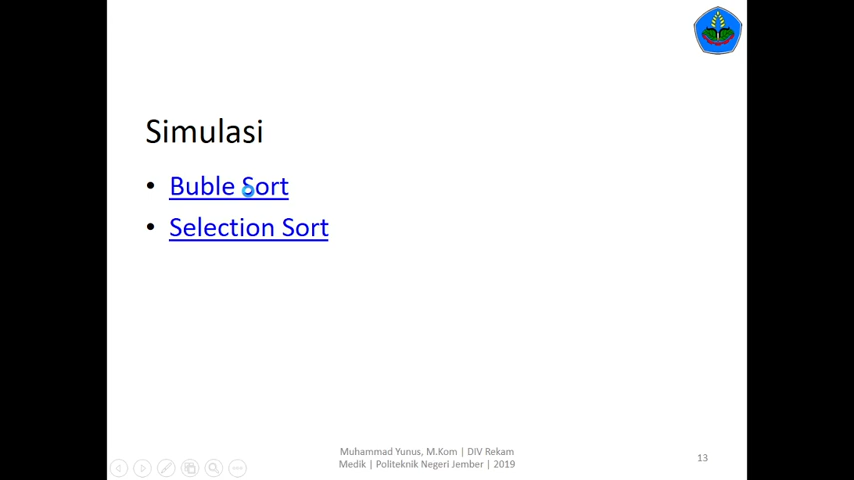 Simulasi
• Buble Sort
• Selection Sort
Muhammad Yunus, M.Kom | DIV Rekam
Medik | Politeknik Negeri Jember | 2019
13